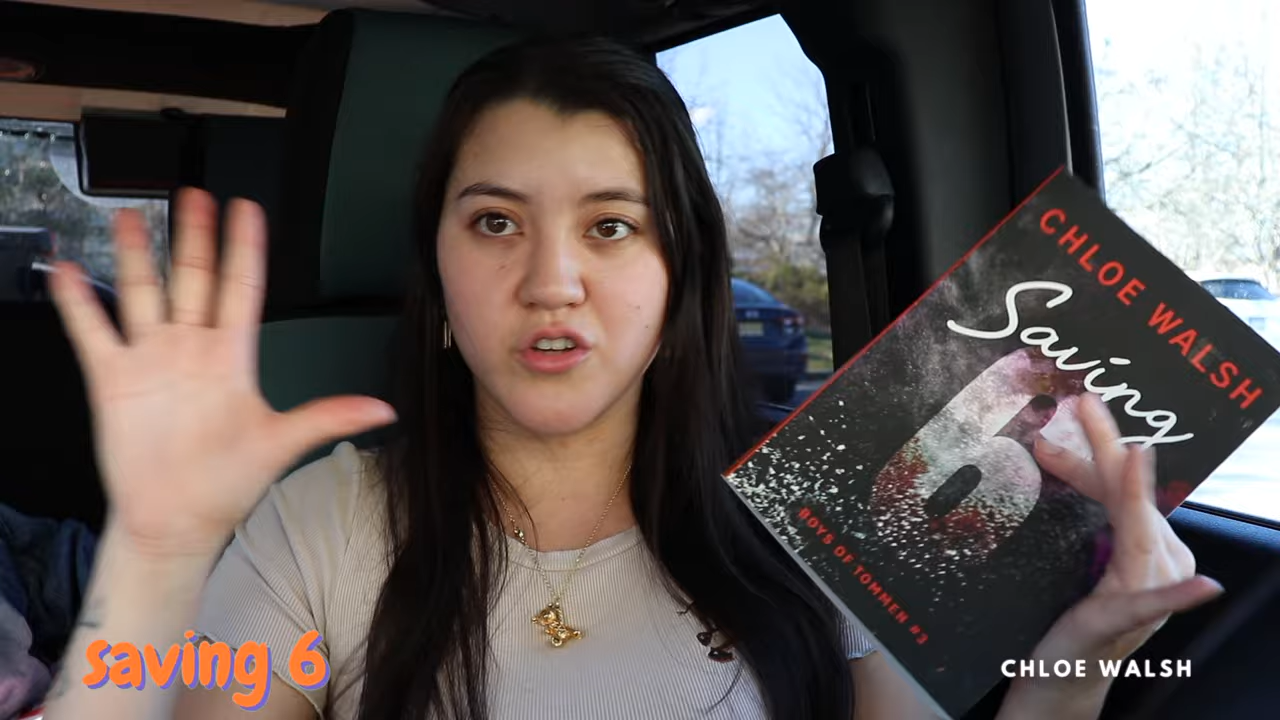 CHLOE WALSH
Saving
6
BOYS OF TOMMEN #3
saving 6
CHLOE WALSH